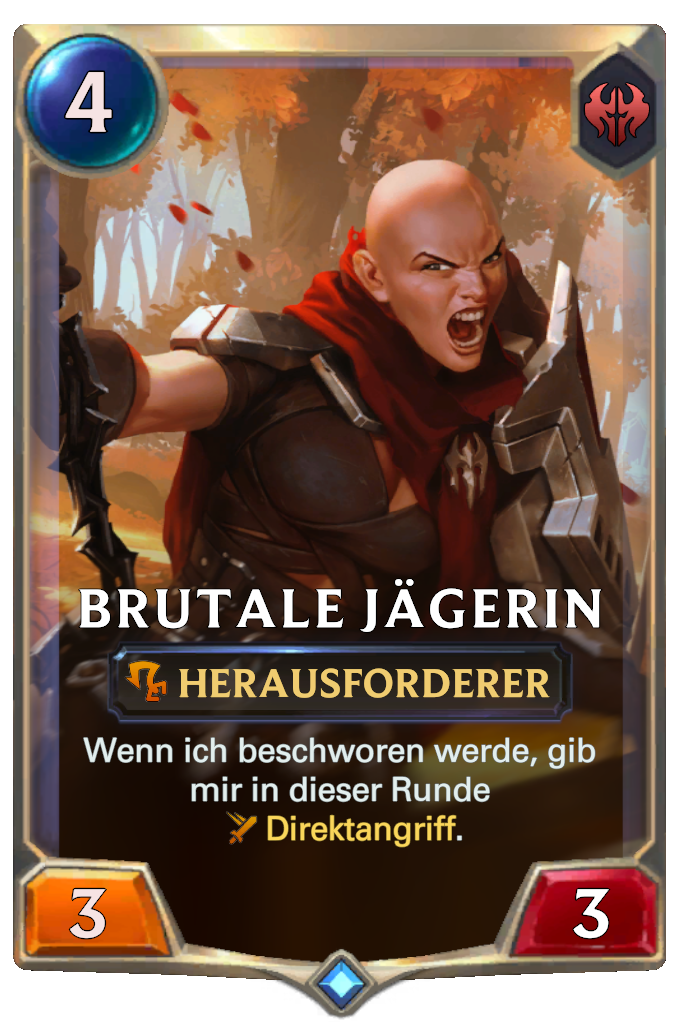 4
BRUTALE JÄGERIN
HERAUSFORDERER
Wenn ich beschworen werde, gib
mir in dieser Runde
Direktangriff.
3
3